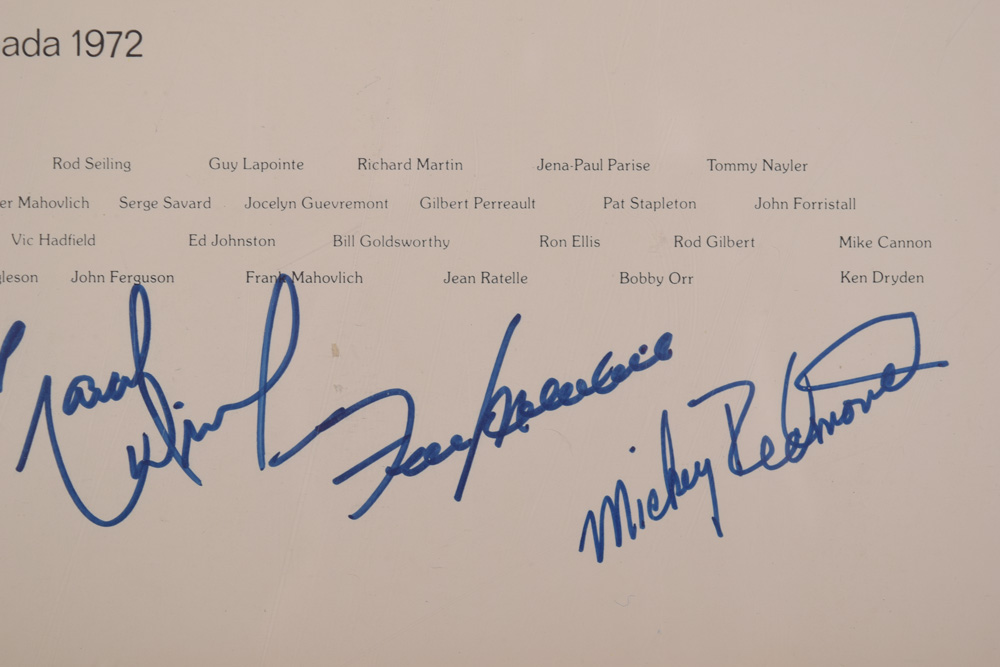 ada 1972
Rod Seiling Guy Lapointe Richard Martin Jena-Paul Parise Tommy Nayler
er Mahovlich Serge Savard Jocelyn Guevremont Gilbert Perreault Pat Stapleton John Forristall
Vic Hadfield Ed Johnston Bill Goldsworthy Ron Ellis Rod Gilbert Mike Cannon
gleson John Ferguson Frank Mahovlich Jean Ratelle Bobby Orr Ken Dryden
Mickey Redmond